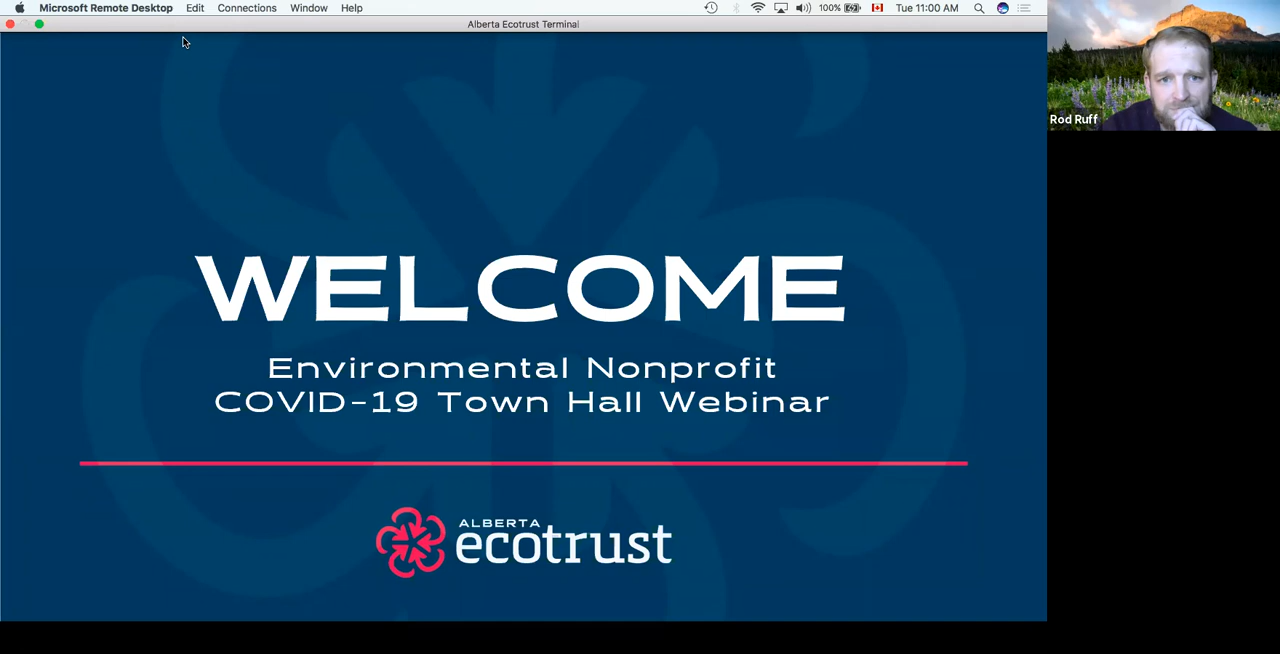 Microsoft Remote Desktop Edit Connections Window Help 100% Tue 11:00 AM
Alberta Ecotrust Terminal
Rod Ruff
WELCOME
Environmental Nonprofit
COVID-19 Town Hall Webinar
ALBERTA
ecotrust